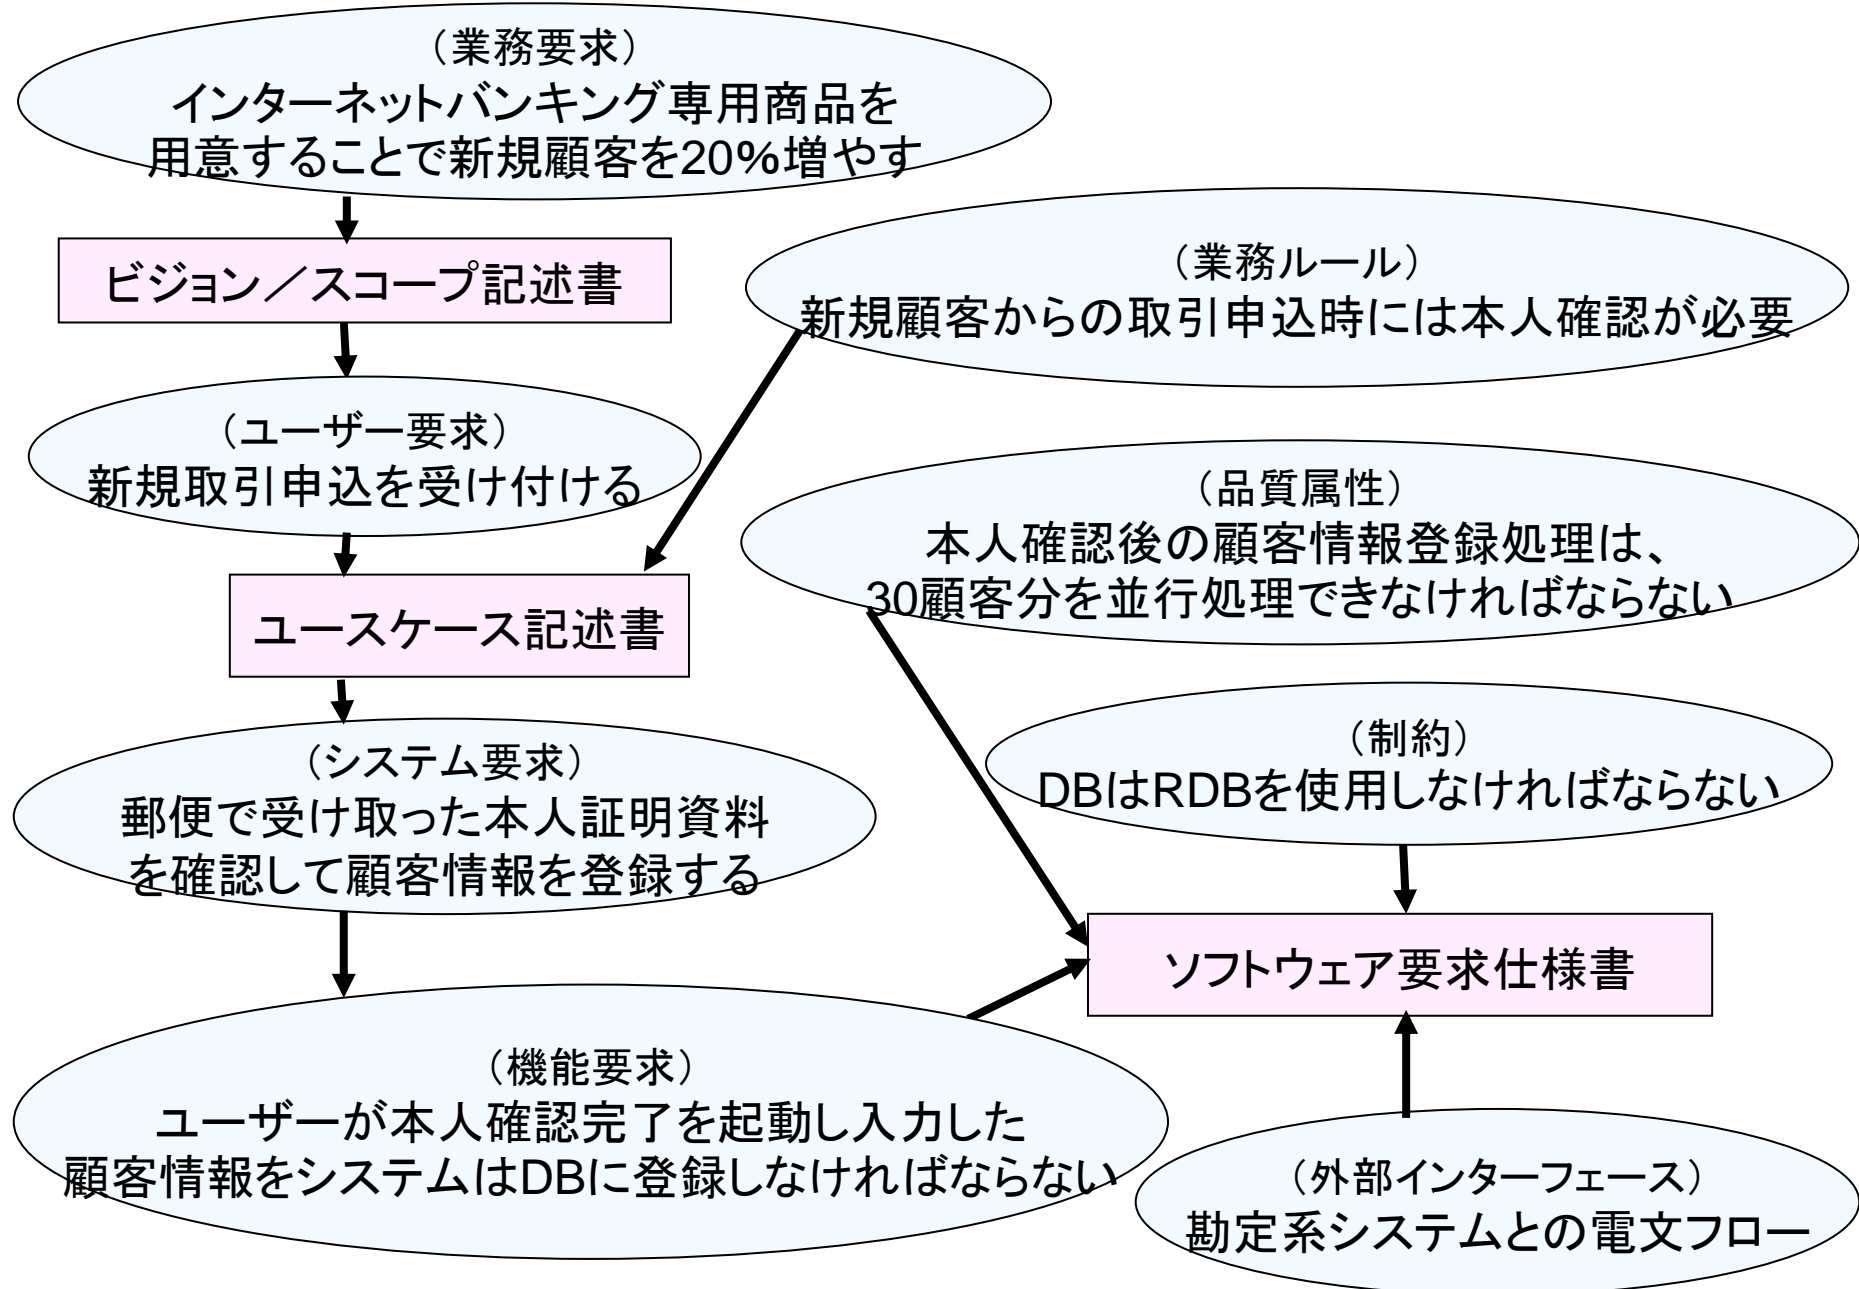 （業務要求）
インターネットバンキング専用商品を
用意することで新規顧客を20%増やす
ビジョン／スコープ記述書
（業務ルール）
新規顧客からの取引申込時には本人確認が必要
（ユーザー要求）
新規取引申込を受け付ける
（品質属性）
本人確認後の顧客情報登録処理は、
30顧客分を並行処理できなければならない
ユースケース記述書
（システム要求）
郵便で受け取った本人証明資料
を確認して顧客情報を登録する
（制約）
DBはRDBを使用しなければならない
ソフトウェア要求仕様書
（機能要求）
ユーザーが本人確認完了を起動し入力した
顧客情報をシステムはDBに登録しなければならない
（外部インターフェース）
勘定系システムとの電文フロー